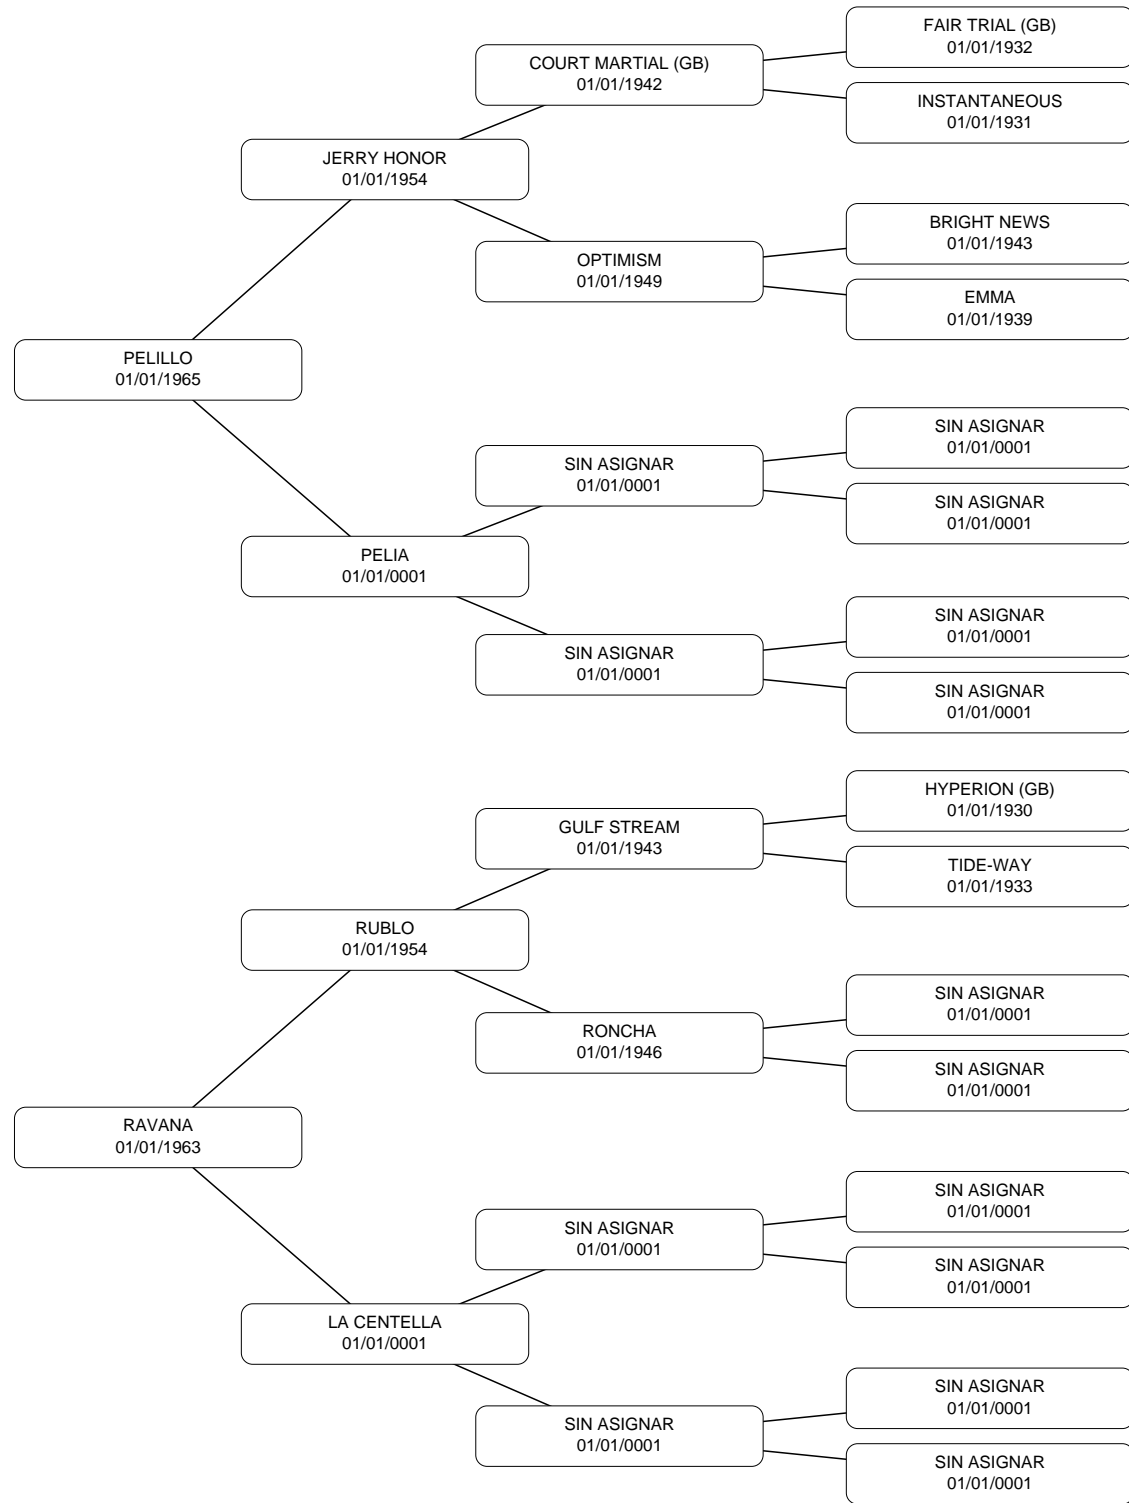 FAIR TRIAL (GB)
01/01/1932
COURT MARTIAL (GB)
01/01/1942
INSTANTANEOUS
01/01/1931
JERRY HONOR
01/01/1954
BRIGHT NEWS
01/01/1943
OPTIMISM
01/01/1949
EMMA
01/01/1939
PELILLO
01/01/1965
SIN ASIGNAR
01/01/0001
SIN ASIGNAR
01/01/0001
SIN ASIGNAR
01/01/0001
PELIA
01/01/0001
SIN ASIGNAR
01/01/0001
SIN ASIGNAR
01/01/0001
SIN ASIGNAR
01/01/0001
HYPERION (GB)
01/01/1930
GULF STREAM
01/01/1943
TIDE-WAY
01/01/1933
RUBLO
01/01/1954
SIN ASIGNAR
01/01/0001
RONCHA
01/01/1946
SIN ASIGNAR
01/01/0001
RAVANA
01/01/1963
SIN ASIGNAR
01/01/0001
SIN ASIGNAR
01/01/0001
SIN ASIGNAR
01/01/0001
LA CENTELLA
01/01/0001
SIN ASIGNAR
01/01/0001
SIN ASIGNAR
01/01/0001
SIN ASIGNAR
01/01/0001